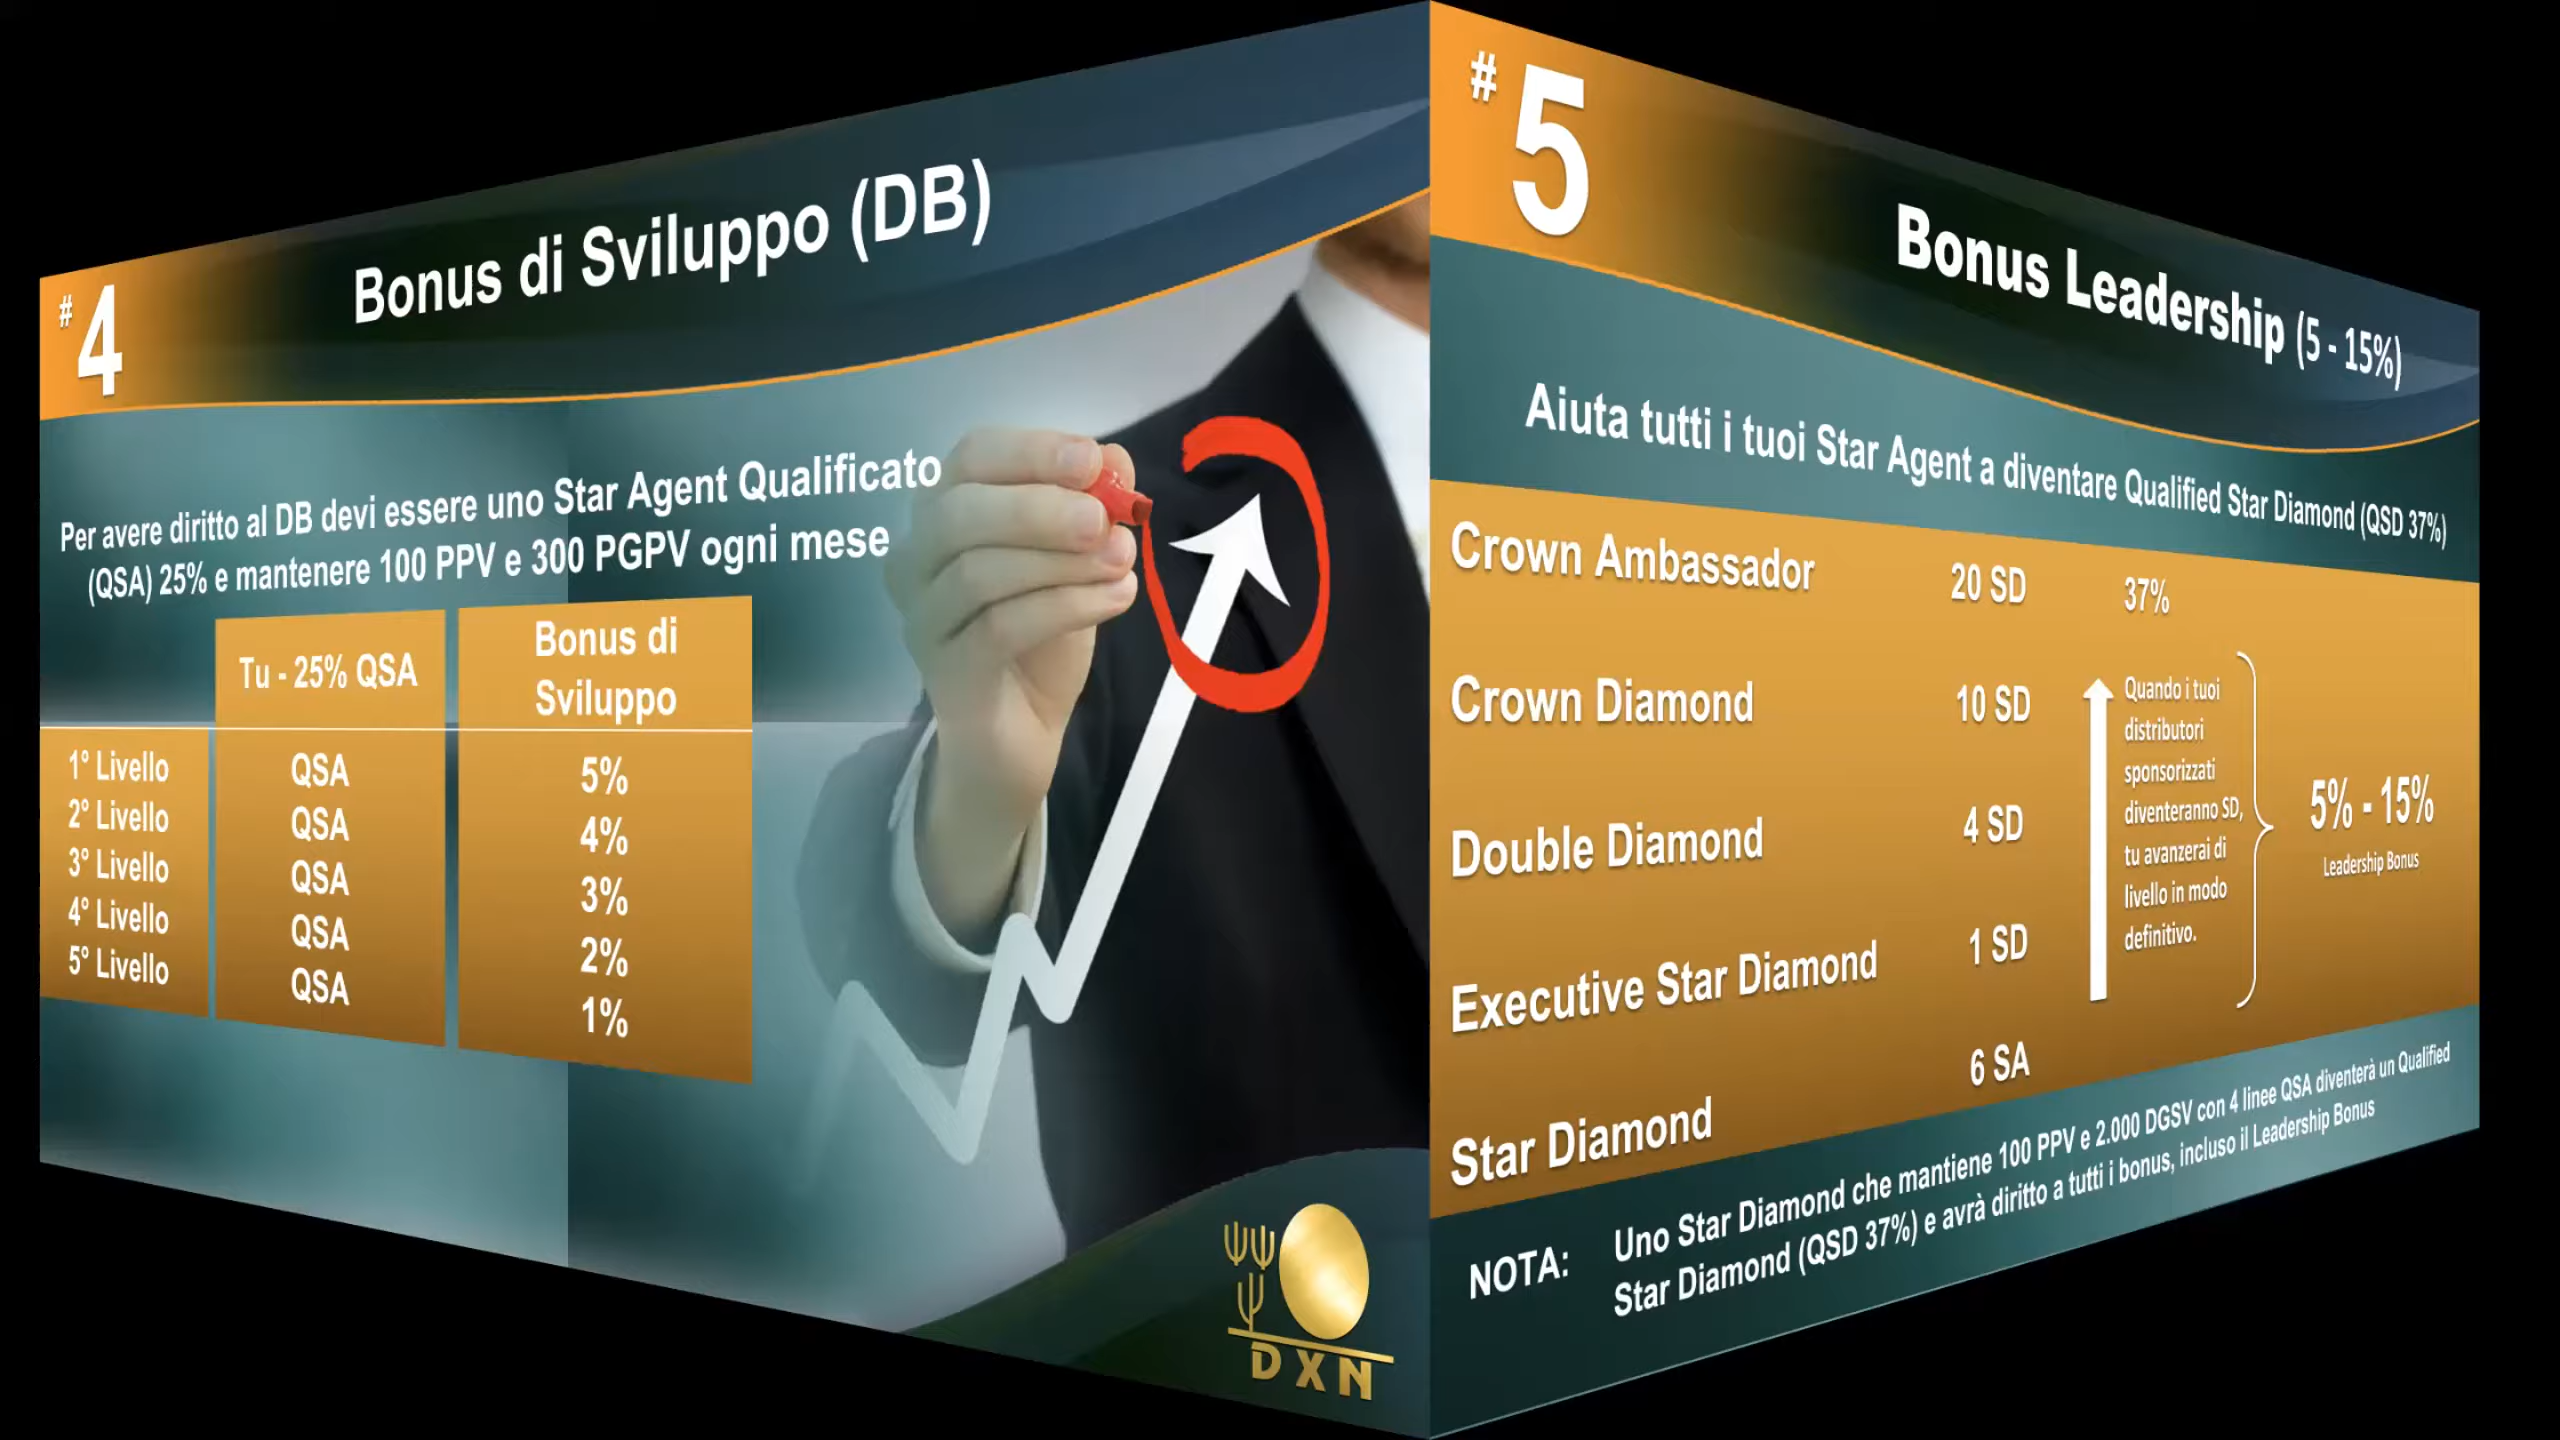 #4
Bonus di Sviluppo (DB)
Per avere diritto al DB devi essere uno Star Agent Qualificato
(QSA) 25% e mantenere 100 PPV e 300 PGPV ogni mese
Tu - 25% QSA
Bonus di
Sviluppo
1° Livello QSA 5%
2° Livello QSA 4%
3° Livello QSA 3%
4° Livello QSA 2%
5° Livello QSA 1%
DXN
#5
Bonus Leadership (5 - 15%)
Aiuta tutti i tuoi Star Agent a diventare Qualified Star Diamond (QSD 37%)
Crown Ambassador 20 SD 37%
Crown Diamond 10 SD
Double Diamond 4 SD
Executive Star Diamond 1 SD
Star Diamond 6 SA
Quando i tuoi
distributori
sponsorizzati
diventeranno SD,
tu avanzerai di
livello in modo
definitivo.
5% - 15%
Leadership Bonus
NOTA: Uno Star Diamond che mantiene 100 PPV e 2.000 DGSV con 4 linee QSA diventerà un Qualified
Star Diamond (QSD 37%) e avrà diritto a tutti i bonus, incluso il Leadership Bonus